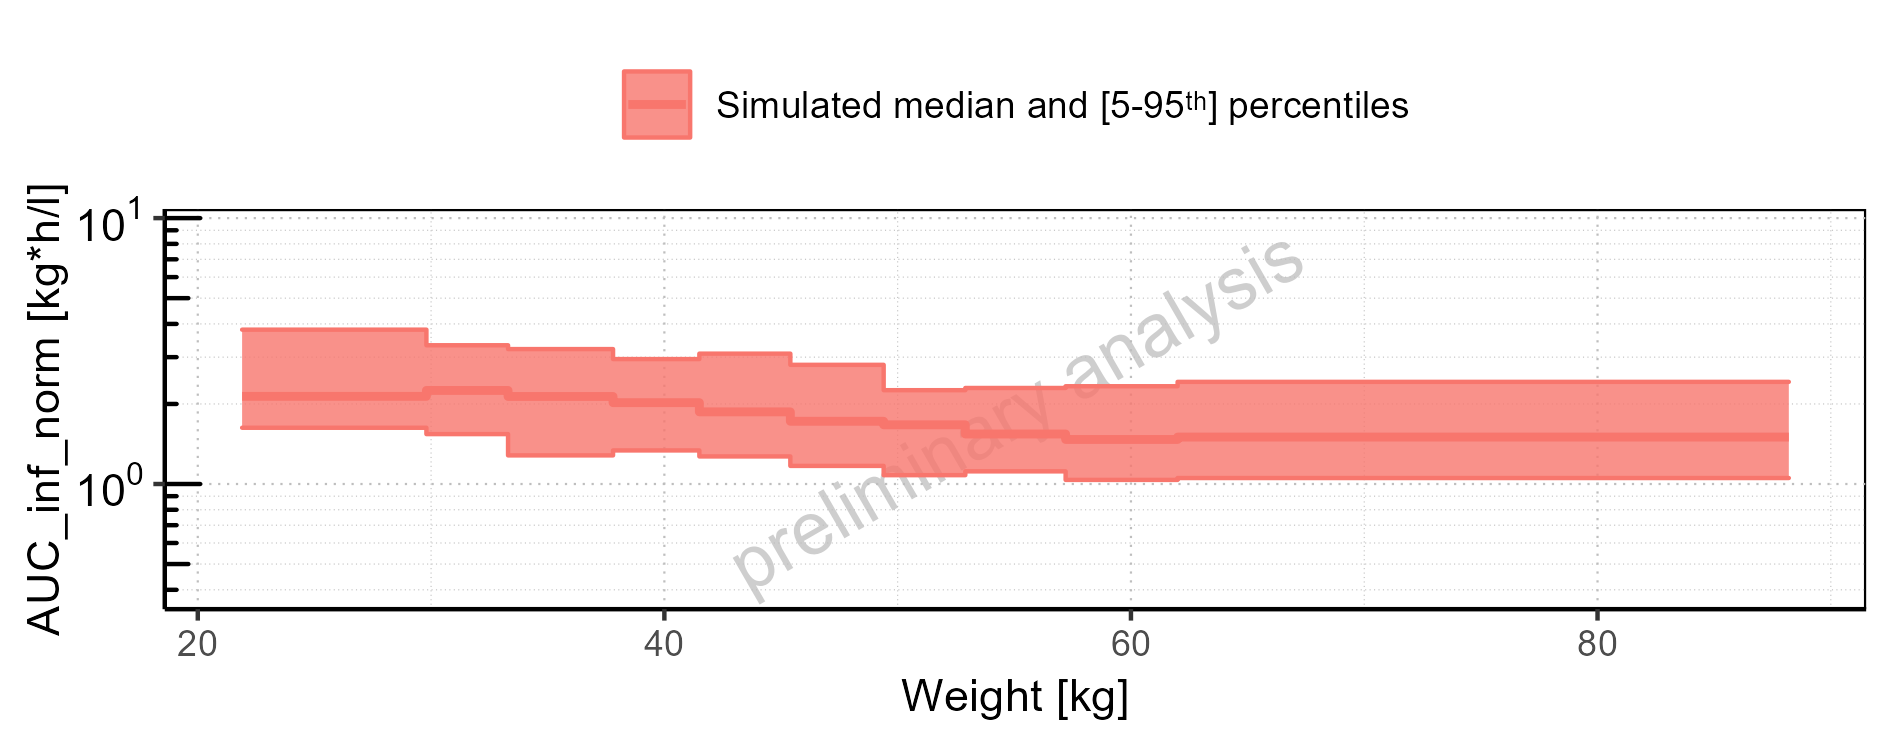 Simulated median and [5-95th] percentiles
AUC_inf_norm [kg*h/l]
10¹
10⁰
preliminary analysis
20 40 60 80
Weight [kg]